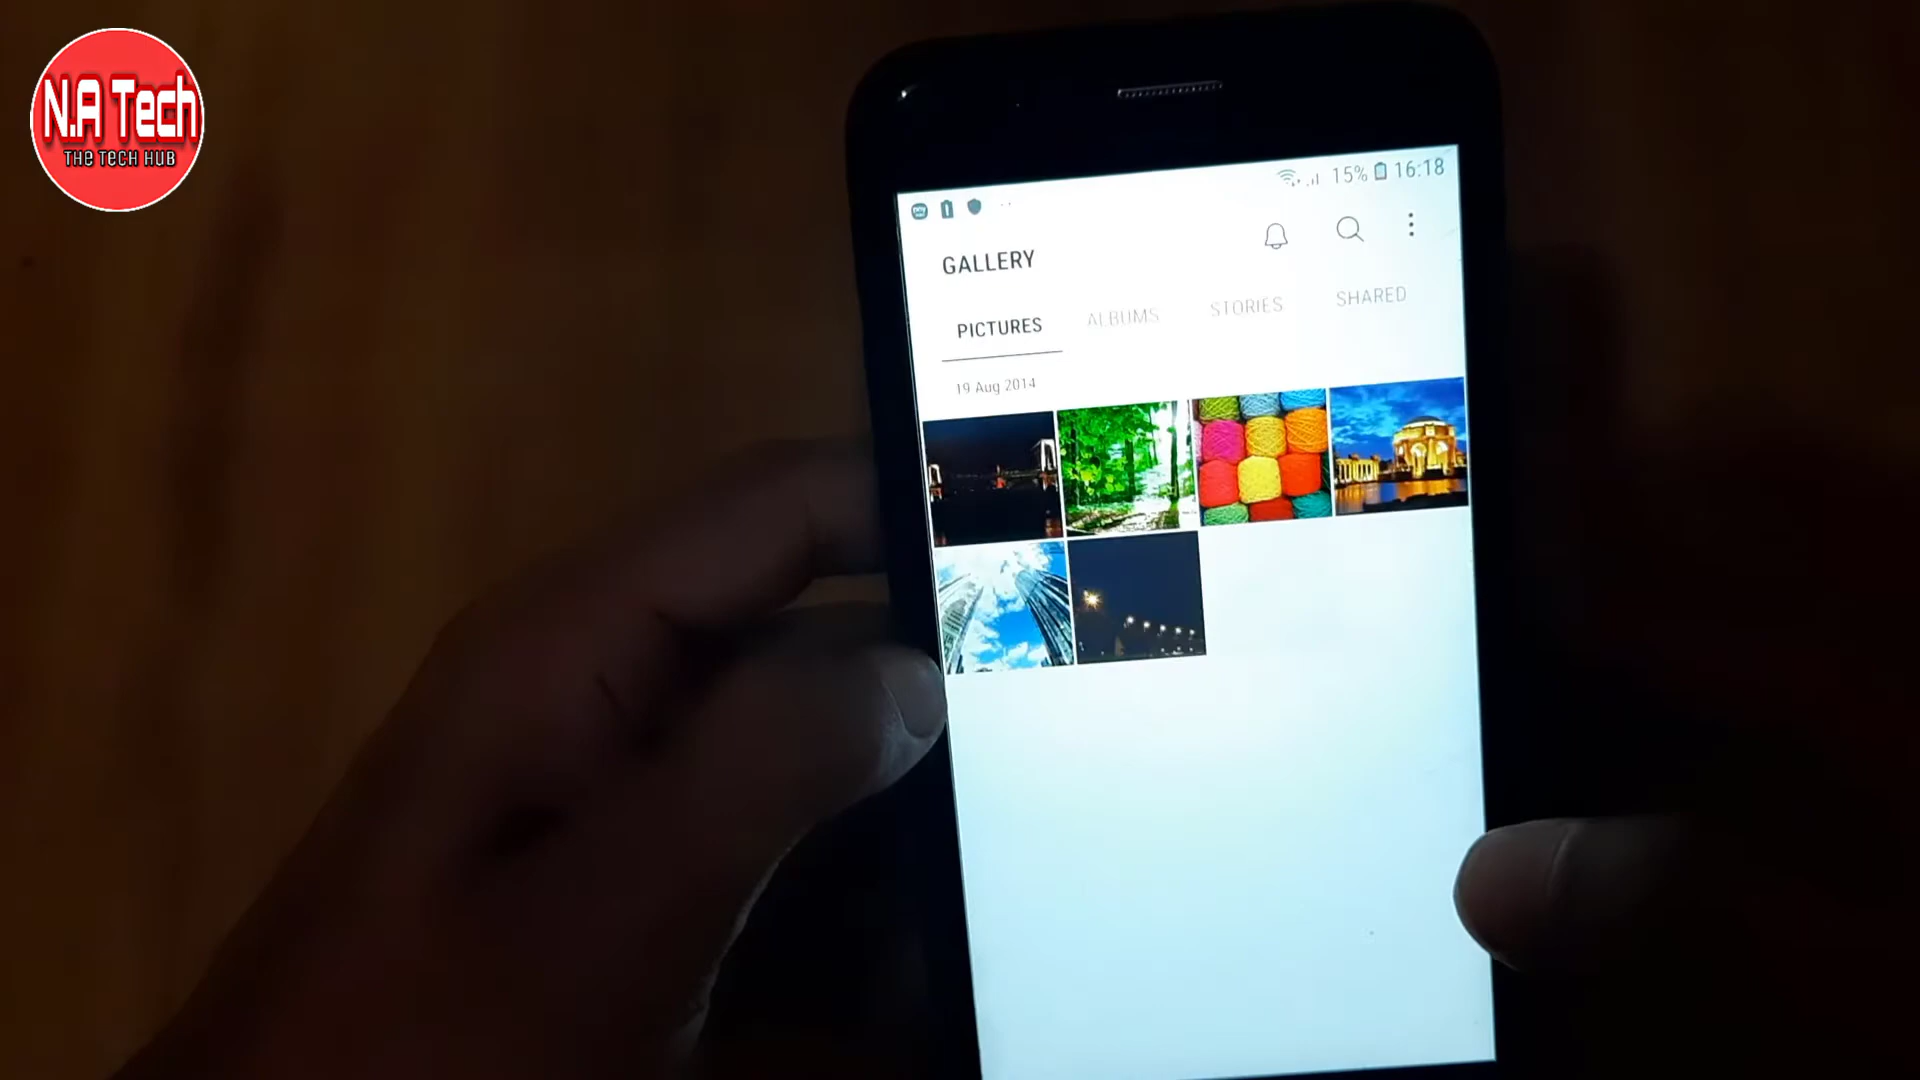 N.A Tech
THE TECH HUB
15% 16:18
GALLERY
PICTURES ALBUMS STORIES SHARED
19 Aug 2014